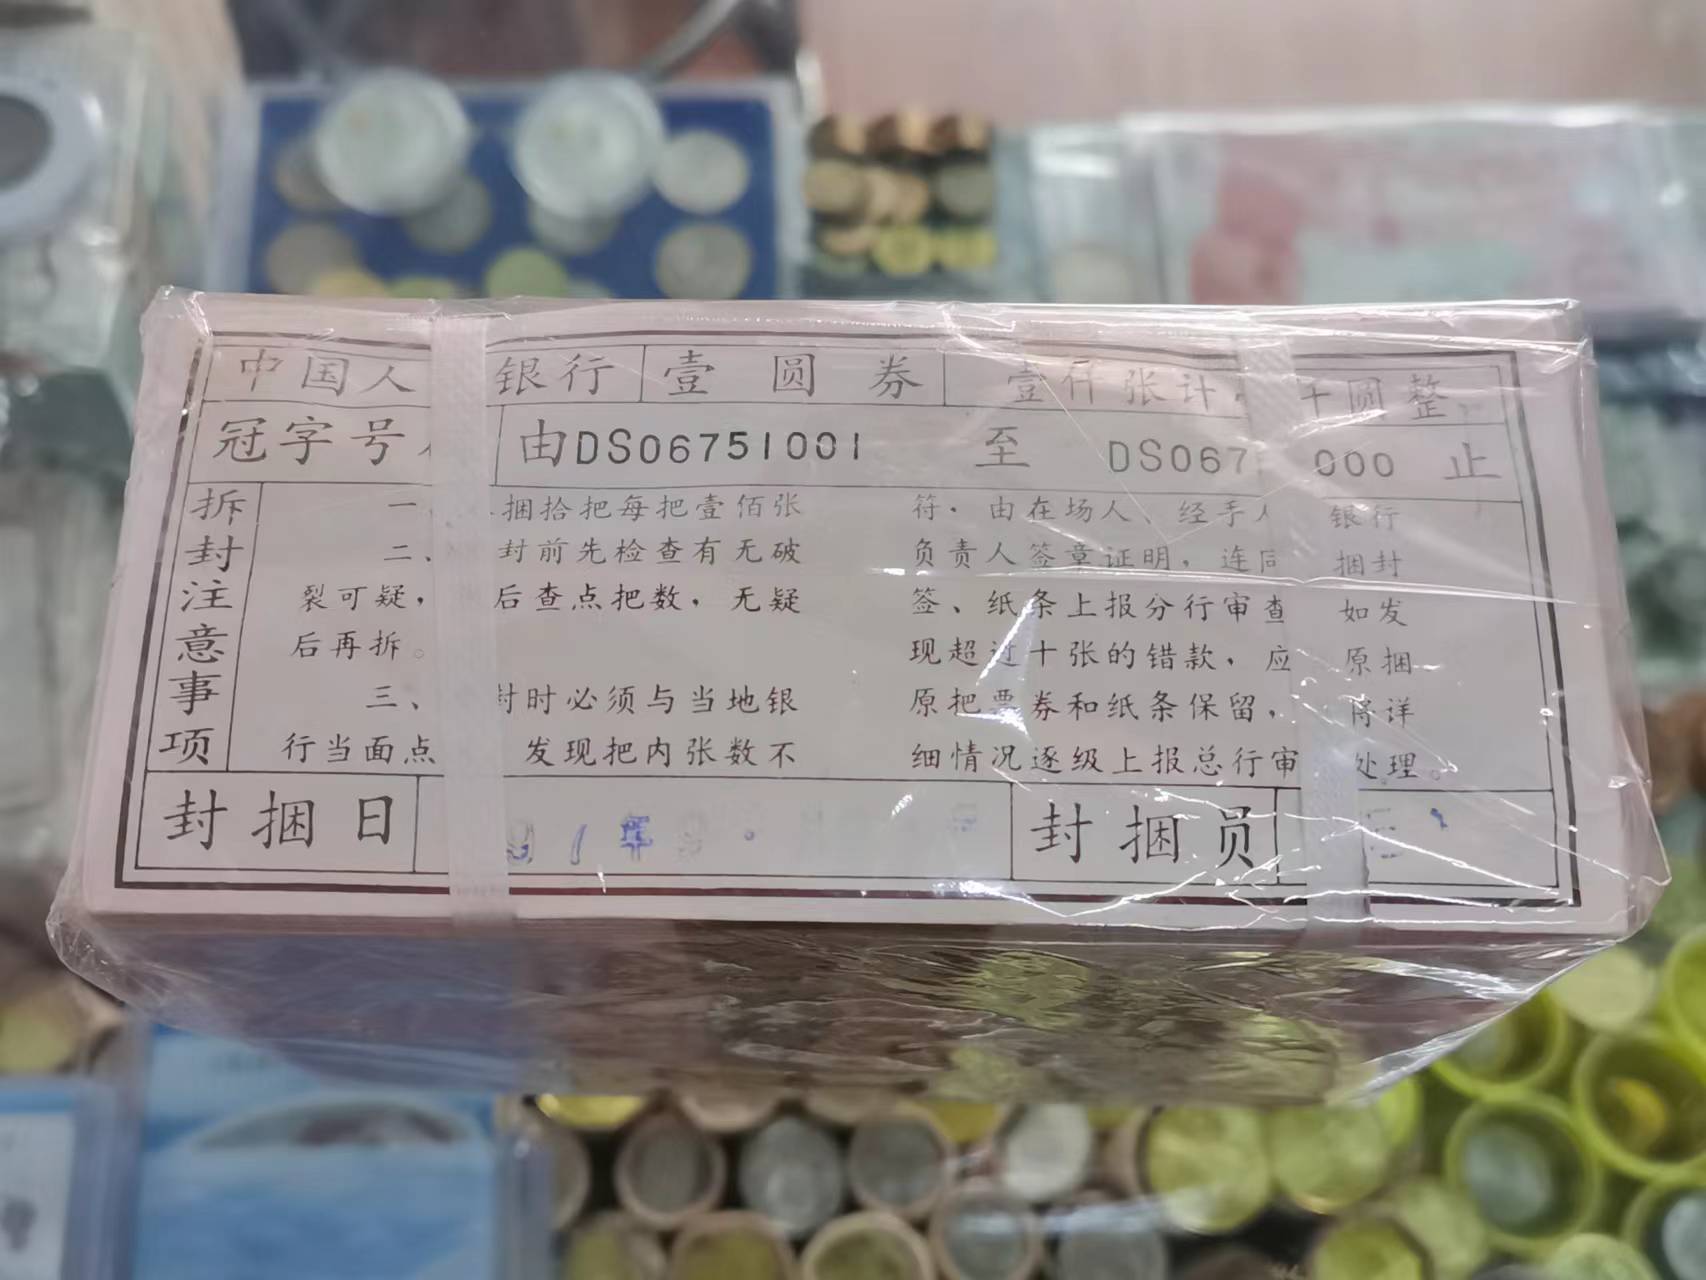 中国人 银行 壹圆券 壹仟张计 千圆整
冠字号 由DS06751001 至 DS067 000 止
拆封注意事项
一 捆拾把每把壹佰张
二、 封前先检查有无破
裂可疑, 后查点把数,无疑
后再拆。
三、 封时必须与当地银
行当面点 发现把内张数不
符.由在场人、经手人 银行
负责人签章证明,连同 捆封
签、纸条上报分行审查 如发
现超过十张的错款,应 原捆
原把票券和纸条保留, 将详
细情况逐级上报总行审 处理。
封捆日 91年 封捆员